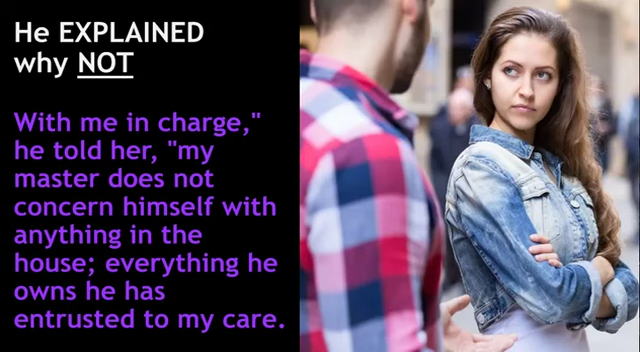 He EXPLAINED
why NOT
With me in charge,"
he told her, "my
master does not
concern himself with
anything in the
house; everything he
owns he has
entrusted to my care.